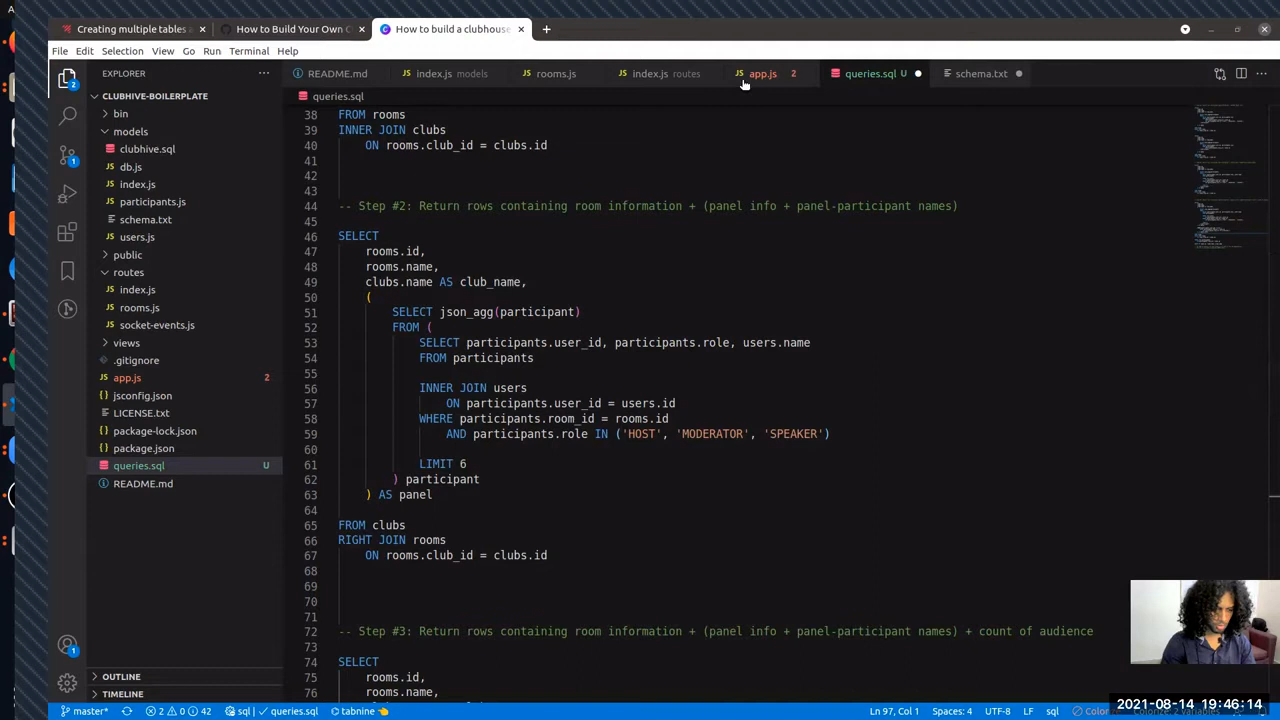 Creating multiple tables a
How to Build Your Own C
How to build a clubhouse
File Edit Selection View Go Run Terminal Help
EXPLORER
README.md
index.js models
rooms.js
index.js routes
app.js 2
queries.sql U
schema.txt
CLUBHIVE-BOILERPLATE
queries.sql
bin
models
clubhive.sql
db.js
index.js
participants.js
schema.txt
users.js
public
routes
index.js
rooms.js
socket-events.js
views
.gitignore
app.js 2
jsconfig.json
LICENSE.txt
package-lock.json
package.json
queries.sql U
README.md
OUTLINE
TIMELINE
38 FROM rooms
39 INNER JOIN clubs
40 ON rooms.club_id = clubs.id
41
42
43
44 -- Step #2: Return rows containing room information + (panel info + panel-participant names)
45
46 SELECT
47 rooms.id,
48 rooms.name,
49 clubs.name AS club_name,
50 (
51 SELECT json_agg(participant)
52 FROM (
53 SELECT participants.user_id, participants.role, users.name
54 FROM participants
55
56 INNER JOIN users
57 ON participants.user_id = users.id
58 WHERE participants.room_id = rooms.id
59 AND participants.role IN ('HOST', 'MODERATOR', 'SPEAKER')
60
61 LIMIT 6
62 ) participant
63 ) AS panel
64
65 FROM clubs
66 RIGHT JOIN rooms
67 ON rooms.club_id = clubs.id
68
69
70
71
72 -- Step #3: Return rows containing room information + (panel info + panel-participant names) + count of audience
73
74 SELECT
75 rooms.id,
76 rooms.name,
2
1
1
master* 2 0 42 sql queries.sql tabnine
Ln 97, Col 1 Spaces: 4 UTF-8 LF sql
2021-08-14 19:46:14